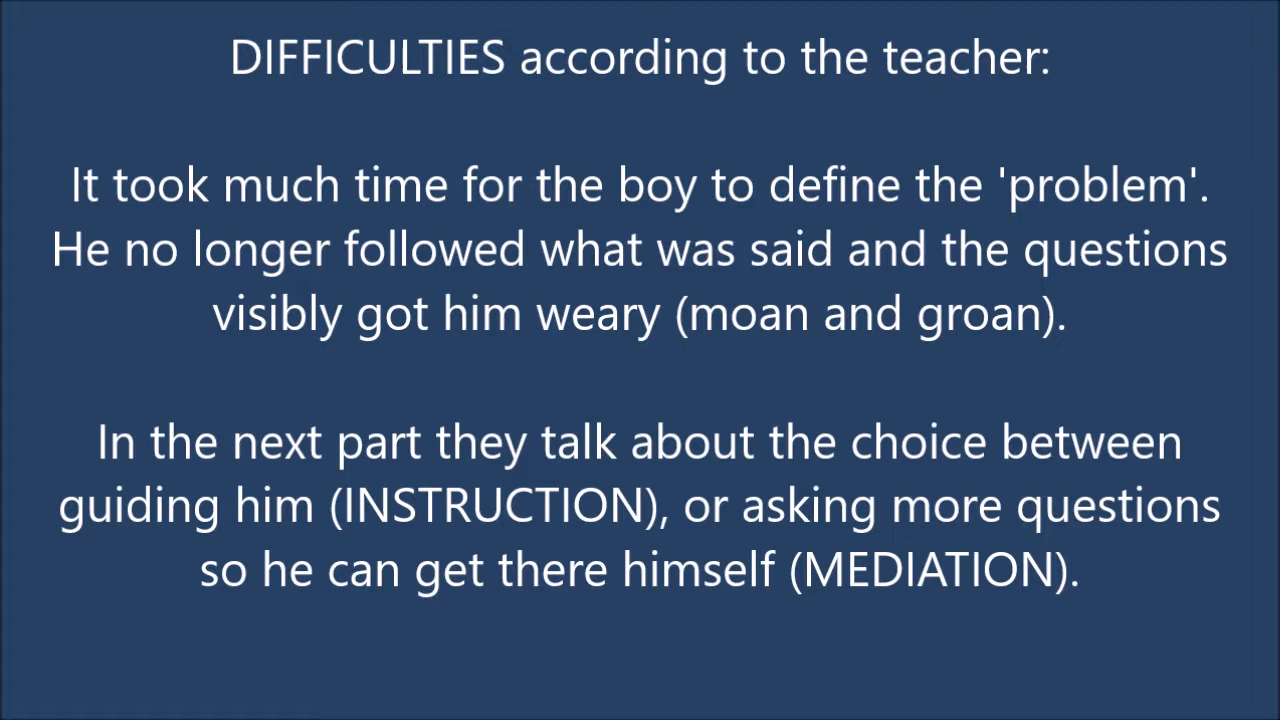 DIFFICULTIES according to the teacher:
It took much time for the boy to define the 'problem'.
He no longer followed what was said and the questions
visibly got him weary (moan and groan).
In the next part they talk about the choice between
guiding him (INSTRUCTION), or asking more questions
so he can get there himself (MEDIATION).